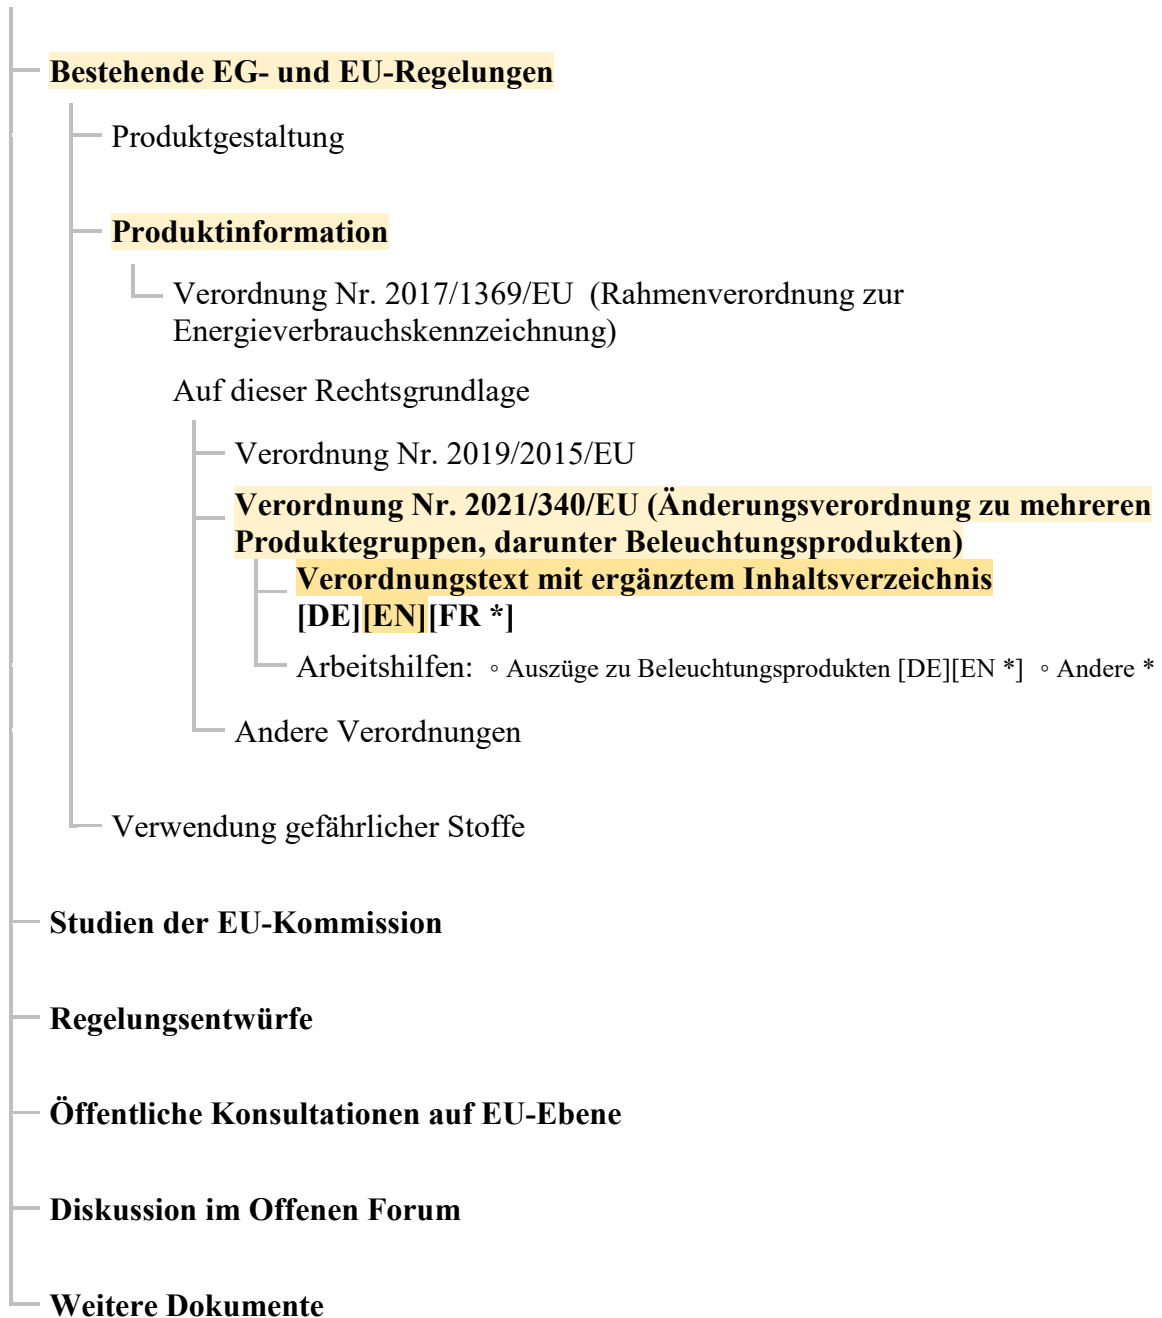 Bestehende EG- und EU-Regelungen
Produktgestaltung
Produktinformation
Verordnung Nr. 2017/1369/EU (Rahmenverordnung zur
Energieverbrauchskennzeichnung)
Auf dieser Rechtsgrundlage
Verordnung Nr. 2019/2015/EU
Verordnung Nr. 2021/340/EU (Änderungsverordnung zu mehreren
Produktegruppen, darunter Beleuchtungsprodukten)
Verordnungstext mit ergänztem Inhaltsverzeichnis
[DE][EN][FR *]
Arbeitshilfen: ◦ Auszüge zu Beleuchtungsprodukten [DE][EN *] ◦ Andere *
Andere Verordnungen
Verwendung gefährlicher Stoffe
Studien der EU-Kommission
Regelungsentwürfe
Öffentliche Konsultationen auf EU-Ebene
Diskussion im Offenen Forum
Weitere Dokumente